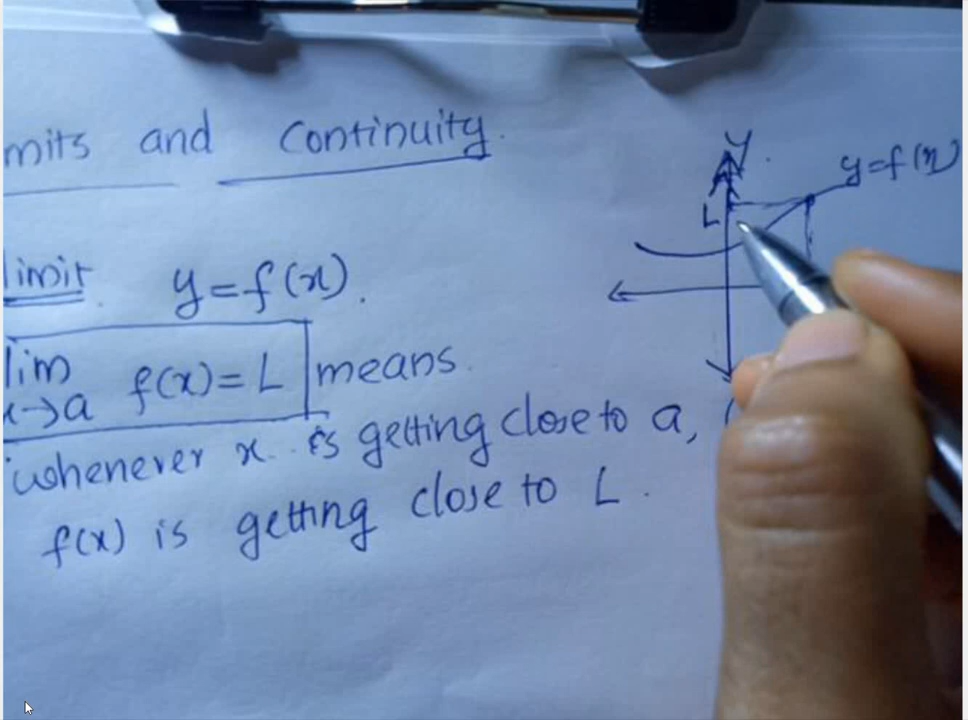 mits and Continuity.
limit. y=f(x).
lim f(x)=L means.
x→a
whenever x is getting close to a,
f(x) is getting close to L.
y
y=f(x)
L